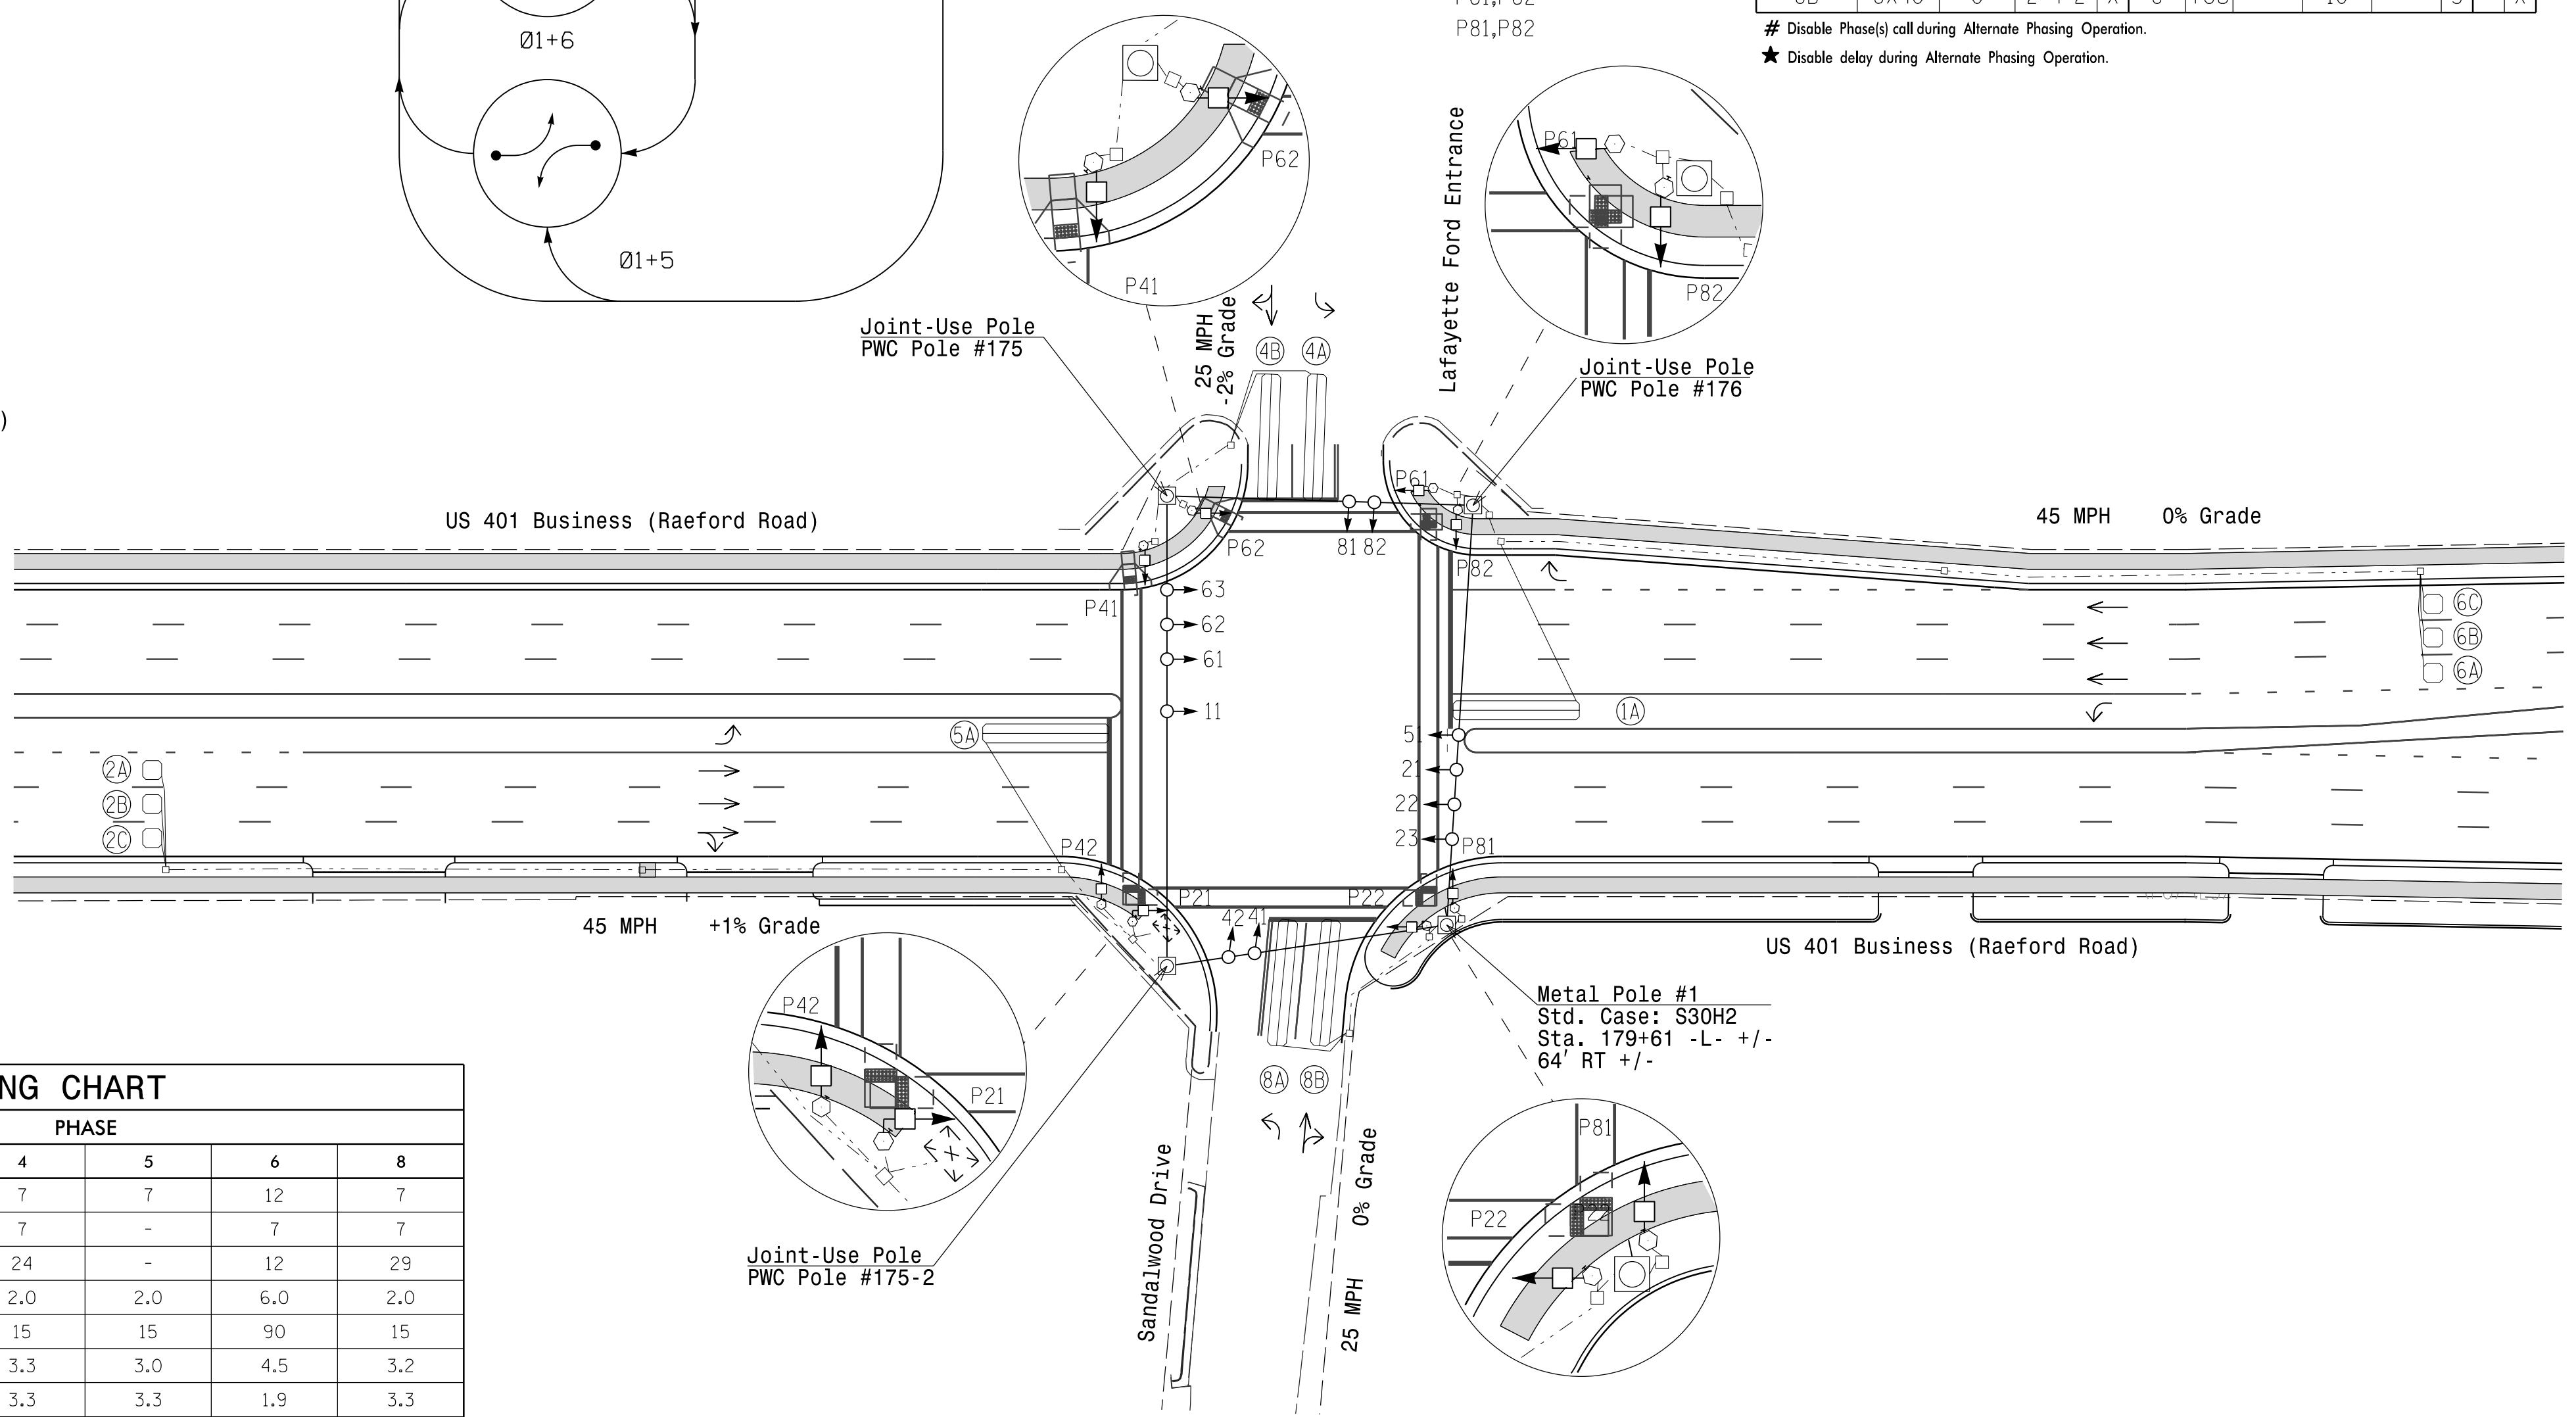 P81,P82
# Disable Phase(s) call during Alternate Phasing Operation.
★ Disable delay during Alternate Phasing Operation.
Ø1+6
Ø1+5
P62
P41
P61
P82
Lafayette Ford Entrance
25 MPH
-2% Grade
Joint-Use Pole
PWC Pole #175
Joint-Use Pole
PWC Pole #176
4B
4A
)
US 401 Business (Raeford Road)
45 MPH 0% Grade
P61
P62
81 82
P82
P41
63
62
61
11
6C
6B
6A
1A
5A
51
21
22
23
2A
2B
2C
P42
P81
P21
P22
42 41
45 MPH +1% Grade
US 401 Business (Raeford Road)
Metal Pole #1
Std. Case: S30H2
Sta. 179+61 -L- +/-
64' RT +/-
8A
8B
P42
P21
P81
P22
Joint-Use Pole
PWC Pole #175-2
Sandalwood Drive
25 MPH 0% Grade
NG CHART
PHASE
4 5 6 8
7 7 12 7
7 - 7 7
24 - 12 29
2.0 2.0 6.0 2.0
15 15 90 15
3.3 3.0 4.5 3.2
3.3 3.3 1.9 3.3